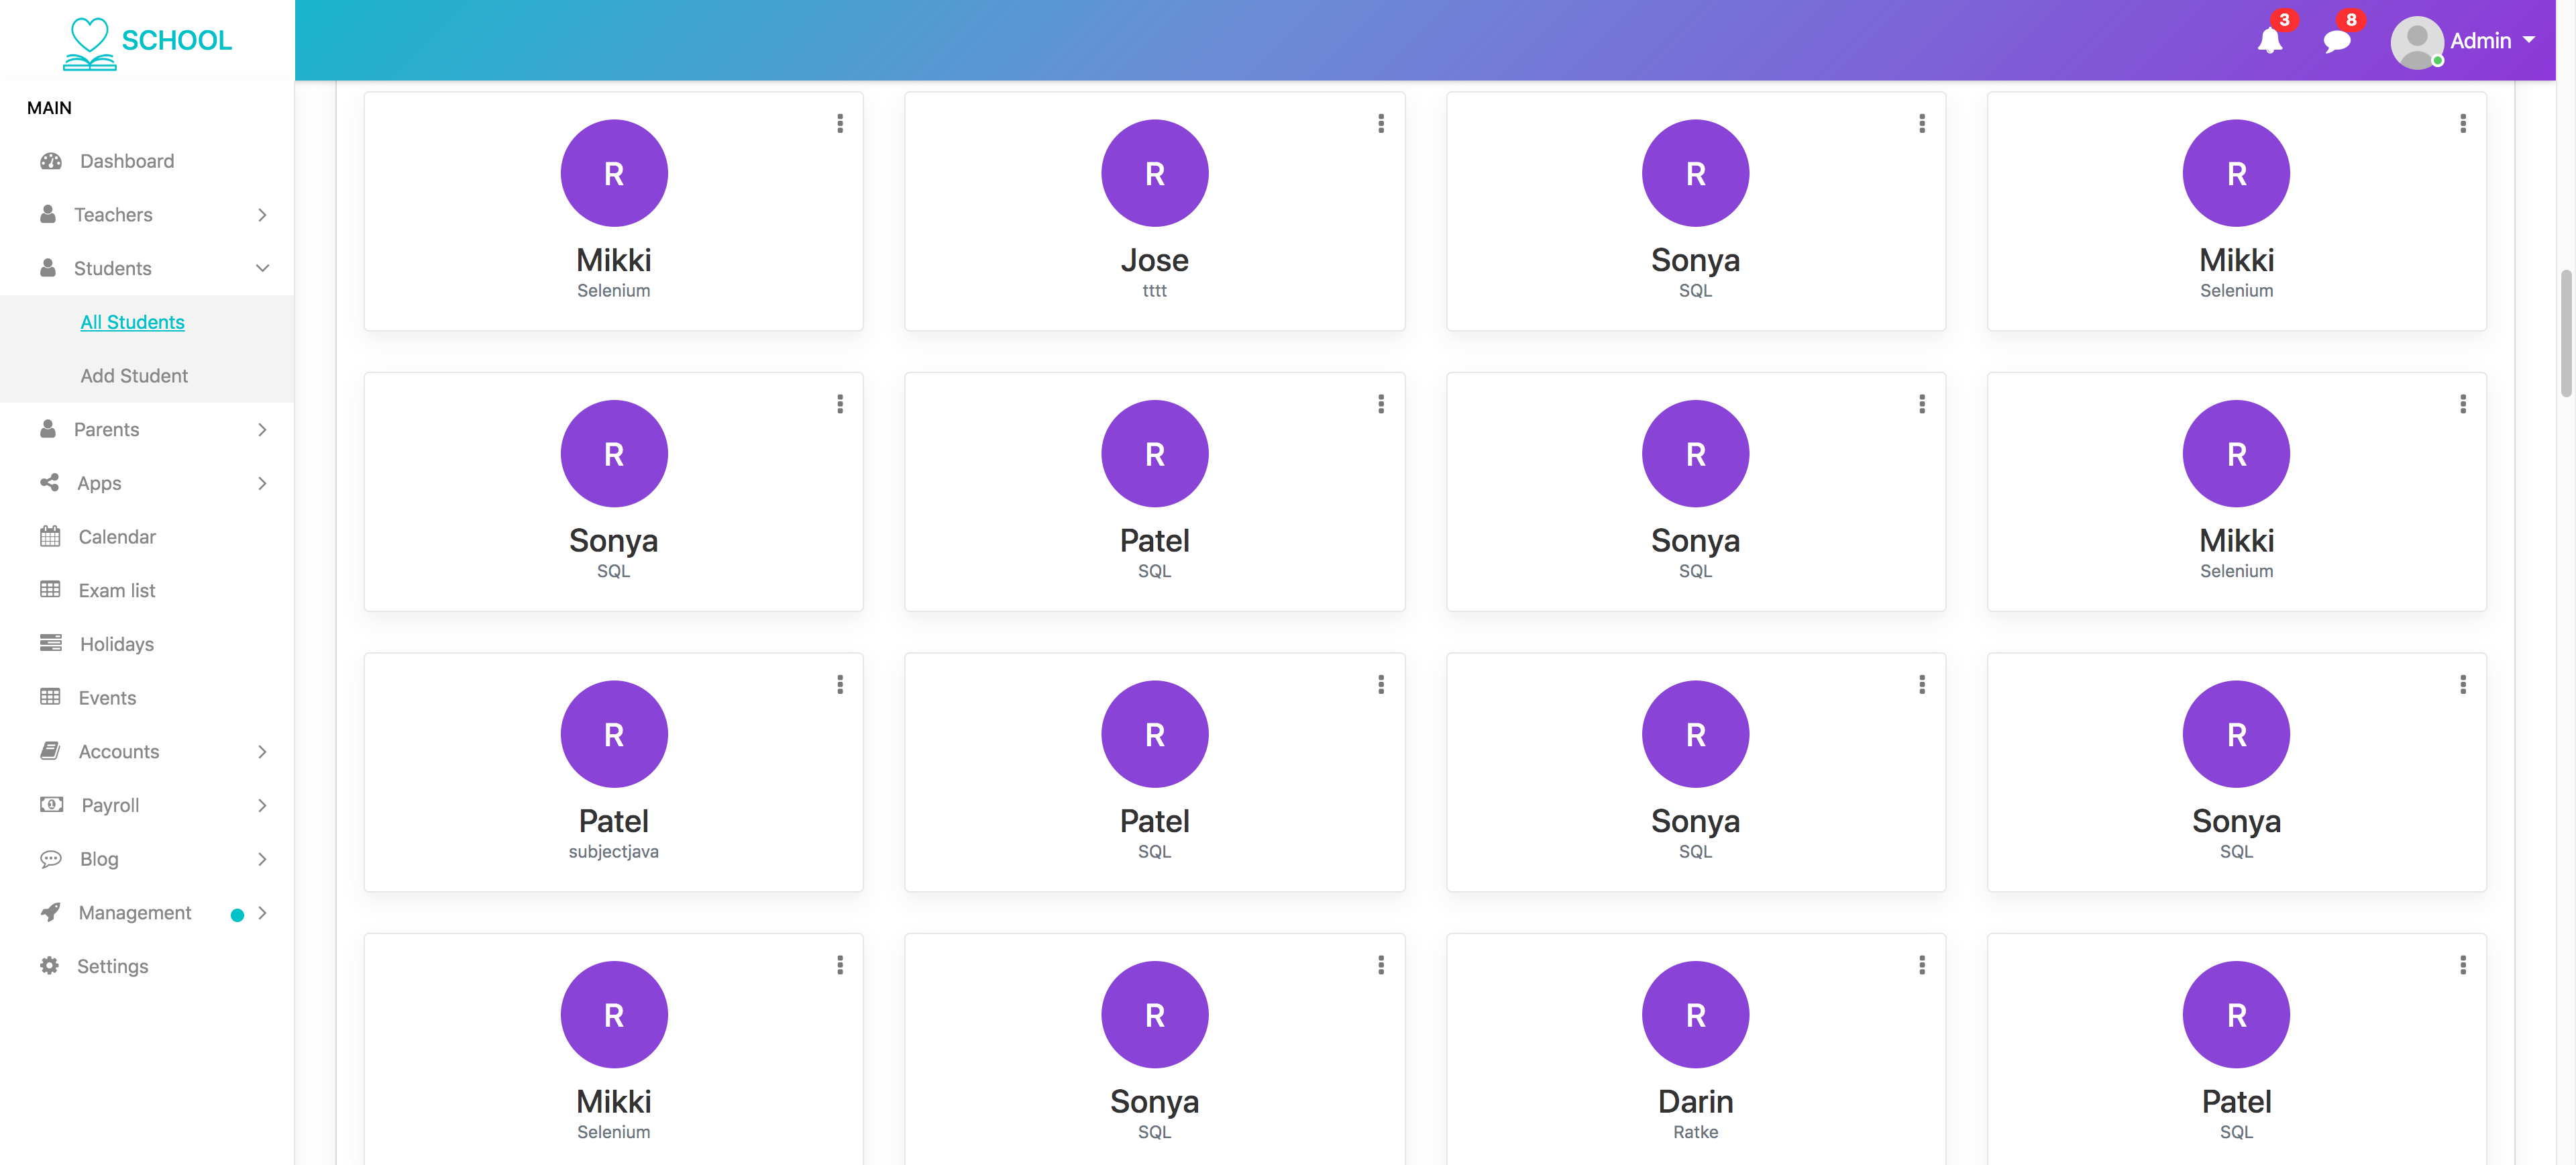 SCHOOL
3
8
Admin
MAIN
Dashboard
Teachers
Students
All Students
Add Student
Parents
Apps
Calendar
Exam list
Holidays
Events
Accounts
Payroll
Blog
Management
Settings
R
Mikki
Selenium
R
Jose
tttt
R
Sonya
SQL
R
Mikki
Selenium
R
Sonya
SQL
R
Patel
SQL
R
Sonya
SQL
R
Mikki
Selenium
R
Patel
subjectjava
R
Patel
SQL
R
Sonya
SQL
R
Sonya
SQL
R
Mikki
Selenium
R
Sonya
SQL
R
Darin
Ratke
R
Patel
SQL